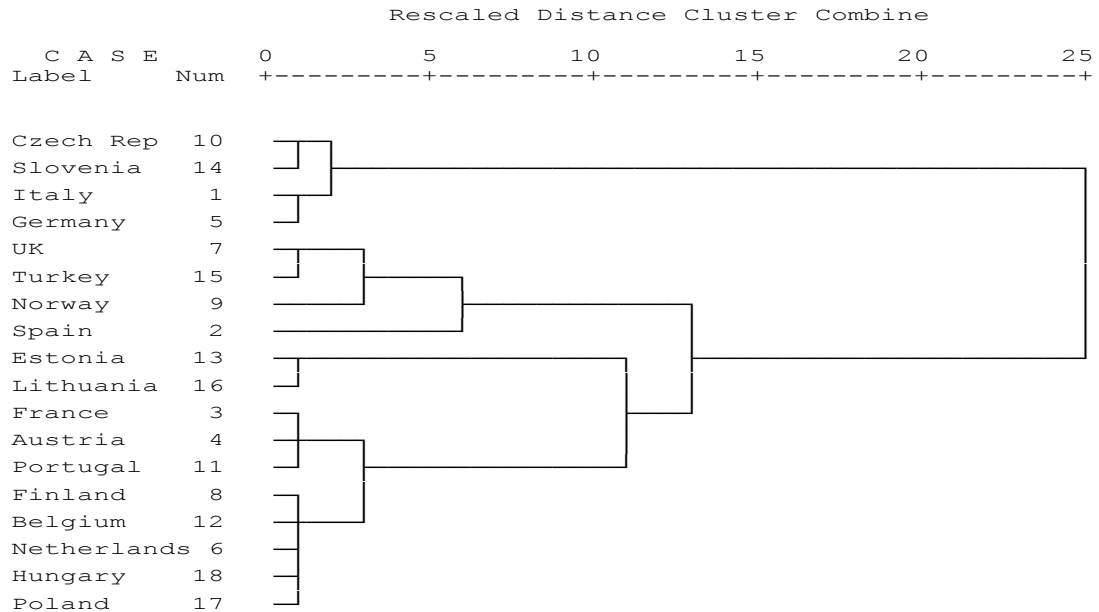 Rescaled Distance Cluster Combine
C A S E 0 5 10 15 20 25
Label Num +---------+---------+---------+---------+---------+
Czech Rep 10
Slovenia 14
Italy 1
Germany 5
UK 7
Turkey 15
Norway 9
Spain 2
Estonia 13
Lithuania 16
France 3
Austria 4
Portugal 11
Finland 8
Belgium 12
Netherlands 6
Hungary 18
Poland 17